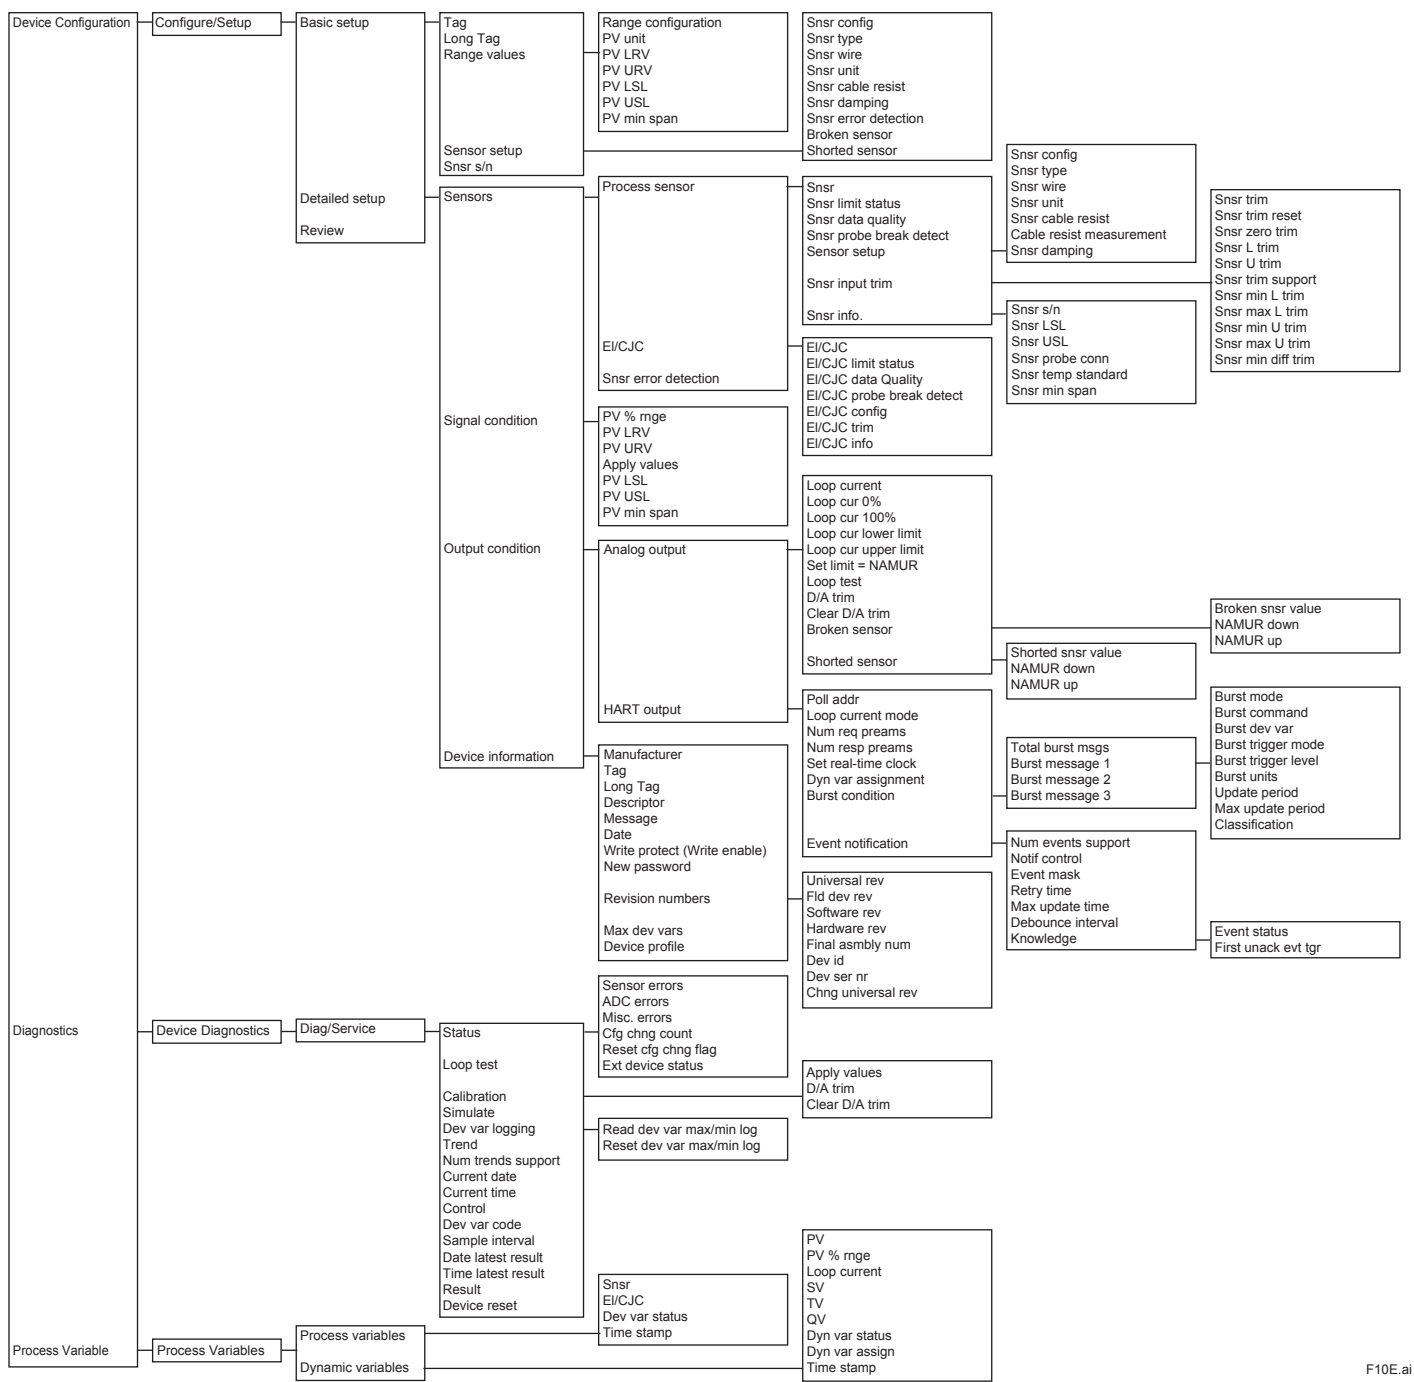 Device Configuration
Diagnostics
Process Variable
Configure/Setup
Device Diagnostics
Process Variables
Basic setup
Detailed setup
Review
Diag/Service
Process variables
Dynamic variables
Tag
Long Tag
Range values
Sensor setup
Snsr s/n
Sensors
Signal condition
Output condition
Device information
Status
Loop test
Calibration
Simulate
Dev var logging
Trend
Num trends support
Current date
Current time
Control
Dev var code
Sample interval
Date latest result
Time latest result
Result
Device reset
Range configuration
PV unit
PV LRV
PV URV
PV LSL
PV USL
PV min span
Process sensor
EI/CJC
Snsr error detection
PV % rnge
PV LRV
PV URV
Apply values
PV LSL
PV USL
PV min span
Analog output
HART output
Manufacturer
Tag
Long Tag
Descriptor
Message
Date
Write protect (Write enable)
New password
Revision numbers
Max dev vars
Device profile
Sensor errors
ADC errors
Misc. errors
Cfg chng count
Reset cfg chng flag
Ext device status
Read dev var max/min log
Reset dev var max/min log
Snsr
EI/CJC
Dev var status
Time stamp
Snsr config
Snsr type
Snsr wire
Snsr unit
Snsr cable resist
Snsr damping
Snsr error detection
Broken sensor
Shorted sensor
Snsr
Snsr limit status
Snsr data quality
Snsr probe break detect
Sensor setup
Snsr input trim
Snsr info.
EI/CJC
EI/CJC limit status
EI/CJC data Quality
EI/CJC probe break detect
EI/CJC config
EI/CJC trim
EI/CJC info
Loop current
Loop cur 0%
Loop cur 100%
Loop cur lower limit
Loop cur upper limit
Set limit = NAMUR
Loop test
D/A trim
Clear D/A trim
Broken sensor
Shorted sensor
Poll addr
Loop current mode
Num req preams
Num resp preams
Set real-time clock
Dyn var assignment
Burst condition
Event notification
Universal rev
Fld dev rev
Software rev
Hardware rev
Final asmbly num
Dev id
Dev ser nr
Chng universal rev
Apply values
D/A trim
Clear D/A trim
PV
PV % rnge
Loop current
SV
TV
QV
Dyn var status
Dyn var assign
Time stamp
Snsr config
Snsr type
Snsr wire
Snsr unit
Snsr cable resist
Cable resist measurement
Snsr damping
Snsr s/n
Snsr LSL
Snsr USL
Snsr probe conn
Snsr temp standard
Snsr min span
Shorted snsr value
NAMUR down
NAMUR up
Total burst msgs
Burst message 1
Burst message 2
Burst message 3
Num events support
Notif control
Event mask
Retry time
Max update time
Debounce interval
Knowledge
Snsr trim
Snsr trim reset
Snsr zero trim
Snsr L trim
Snsr U trim
Snsr trim support
Snsr min L trim
Snsr max L trim
Snsr min U trim
Snsr max U trim
Snsr min diff trim
Broken snsr value
NAMUR down
NAMUR up
Burst mode
Burst command
Burst dev var
Burst trigger mode
Burst trigger level
Burst units
Update period
Max update period
Classification
Event status
First unack evt tgr
F10E.ai